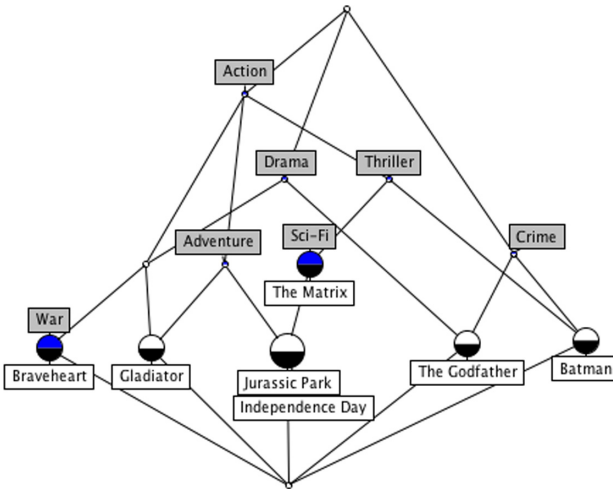 Action
Drama
Thriller
Adventure
Sci-Fi
Crime
The Matrix
War
Braveheart
Gladiator
Jurassic Park
Independence Day
The Godfather
Batman